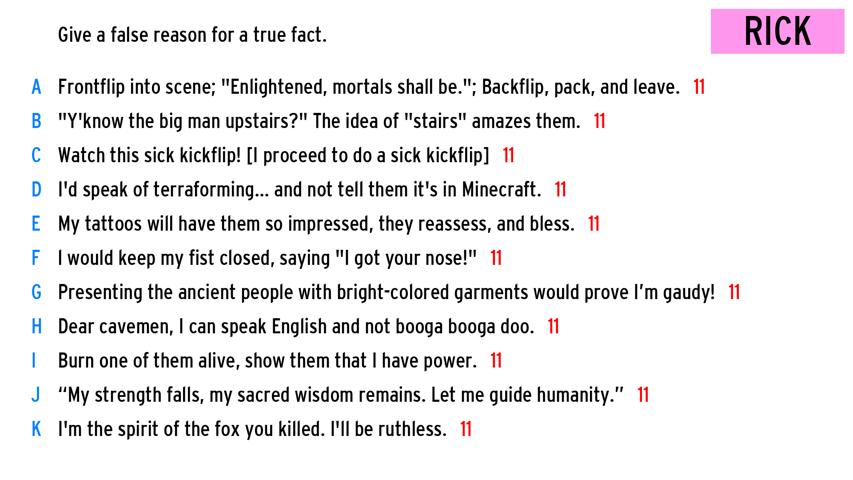 Give a false reason for a true fact.
RICK
A Frontflip into scene; "Enlightened, mortals shall be."; Backflip, pack, and leave. 11
B "Y'know the big man upstairs?" The idea of "stairs" amazes them. 11
C Watch this sick kickflip! [I proceed to do a sick kickflip] 11
D I'd speak of terraforming... and not tell them it's in Minecraft. 11
E My tattoos will have them so impressed, they reassess, and bless. 11
F I would keep my fist closed, saying "I got your nose!" 11
G Presenting the ancient people with bright-colored garments would prove I’m gaudy! 11
H Dear cavemen, I can speak English and not booga booga doo. 11
I Burn one of them alive, show them that I have power. 11
J “My strength falls, my sacred wisdom remains. Let me guide humanity.” 11
K I'm the spirit of the fox you killed. I'll be ruthless. 11